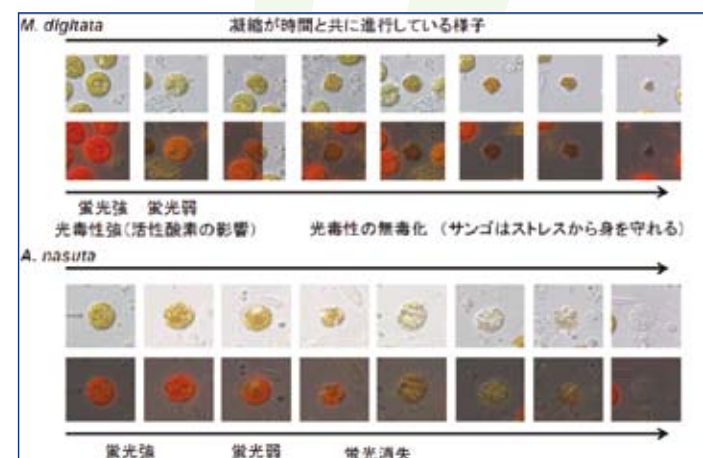 M. digitata 凝縮が時間と共に進行している様子
蛍光強 蛍光弱
光毒性強(活性酸素の影響) 光毒性の無毒化 (サンゴはストレスから身を守れる)
A. nasuta
蛍光強 蛍光弱 蛍光消失